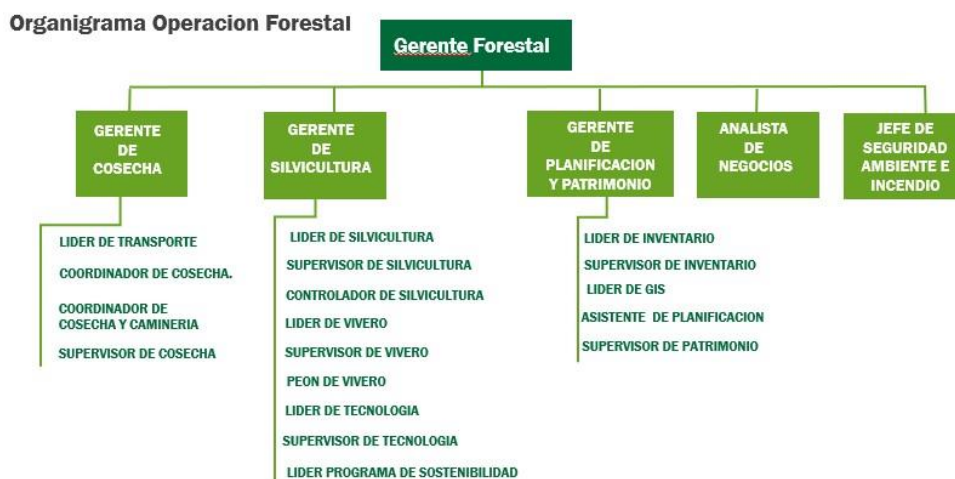 Organigrama Operacion Forestal
Gerente Forestal
GERENTE
DE
COSECHA
GERENTE
DE
SILVICULTURA
GERENTE
DE
PLANIFICACION
Y PATRIMONIO
ANALISTA
DE
NEGOCIOS
JEFE DE
SEGURIDAD
AMBIENTE E
INCENDIO
LIDER DE TRANSPORTE
COORDINADOR DE COSECHA.
COORDINADOR DE
COSECHA Y CAMINERIA
SUPERVISOR DE COSECHA
LIDER DE SILVICULTURA
SUPERVISOR DE SILVICULTURA
CONTROLADOR DE SILVICULTURA
LIDER DE VIVERO
SUPERVISOR DE VIVERO
PEON DE VIVERO
LIDER DE TECNOLOGIA
SUPERVISOR DE TECNOLOGIA
LIDER PROGRAMA DE SOSTENIBILIDAD
LIDER DE INVENTARIO
SUPERVISOR DE INVENTARIO
LIDER DE GIS
ASISTENTE DE PLANIFICACION
SUPERVISOR DE PATRIMONIO